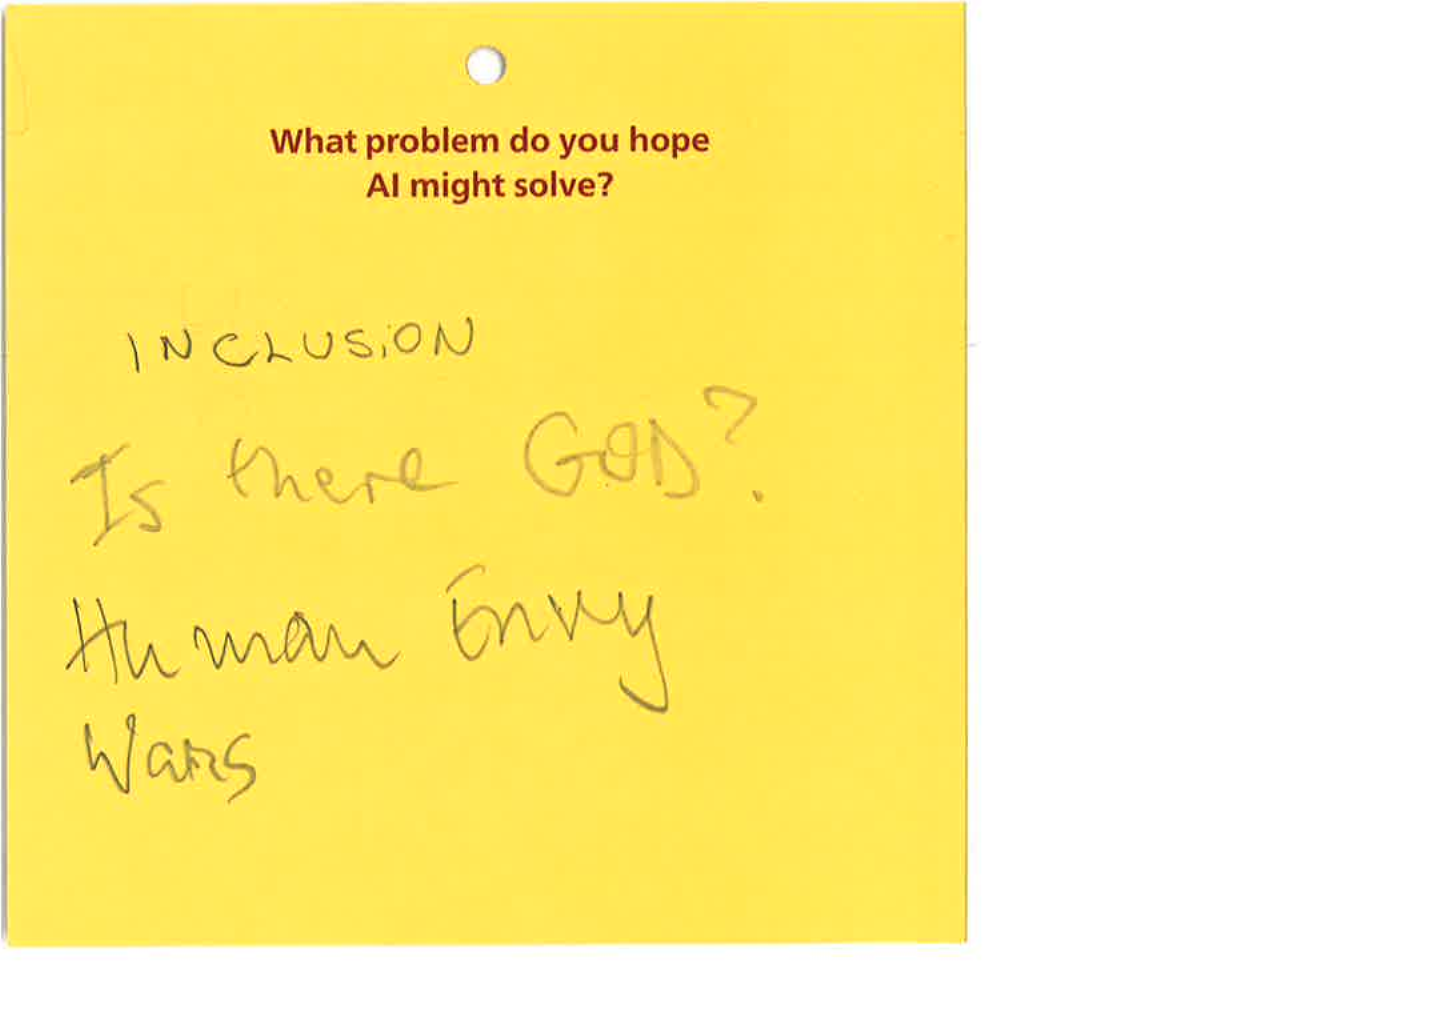 What problem do you hope
AI might solve?
INCLUSiON
Is there GOD?
Human Envy
Wars